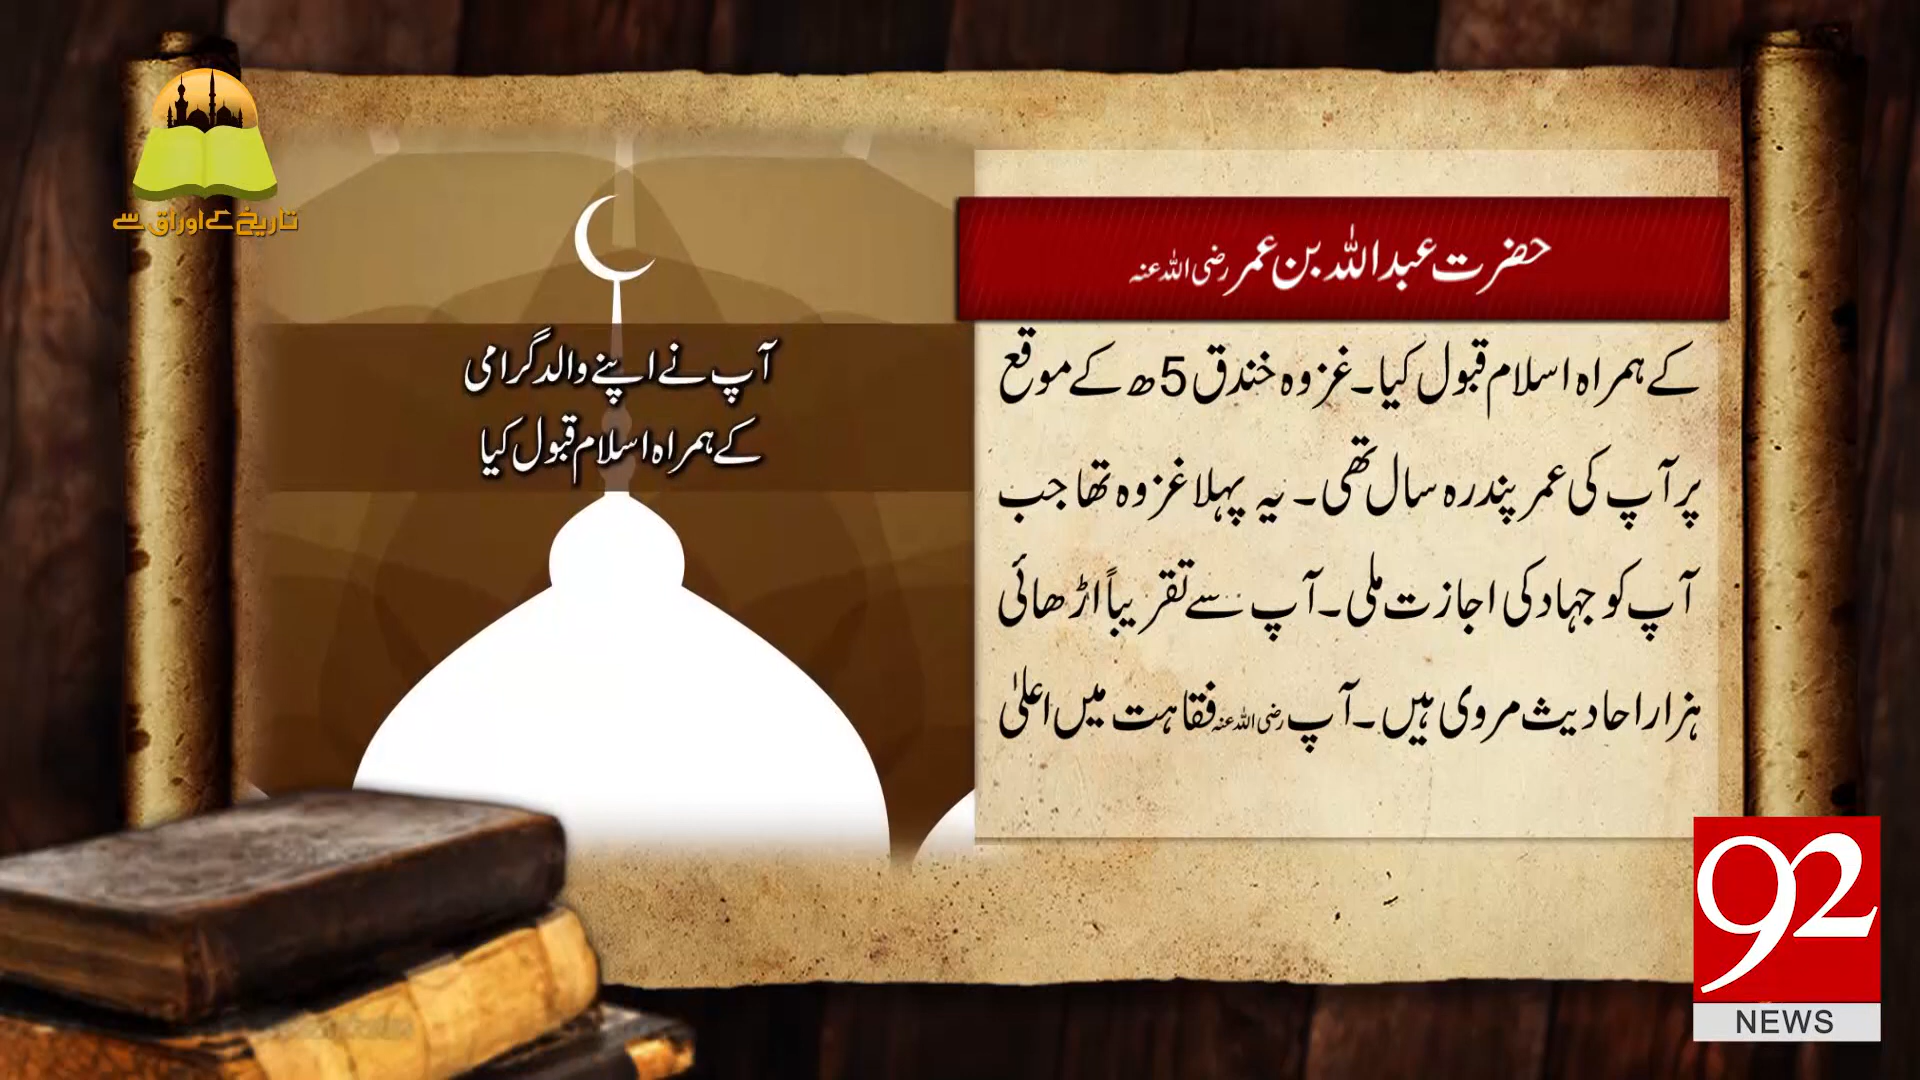 تاریخ کے اوراق سے
حضرت عبداللہ بن عمر رضی اللہ عنہ
کے ہمراہ اسلام قبول کیا۔ غزوہ خندق 5ھ کے موقع
پر آپ کی عمر پندرہ سال تھی۔ یہ پہلا غزوہ تھا جب
آپ کو جہاد کی اجازت ملی۔ آپ سے تقریباً اڑھائی
ہزار احادیث مروی ہیں۔ آپ رضی اللہ عنہ فقاہت میں اعلیٰ
آپ نے اپنے والد گرامی
کے ہمراہ اسلام قبول کیا
92
NEWS